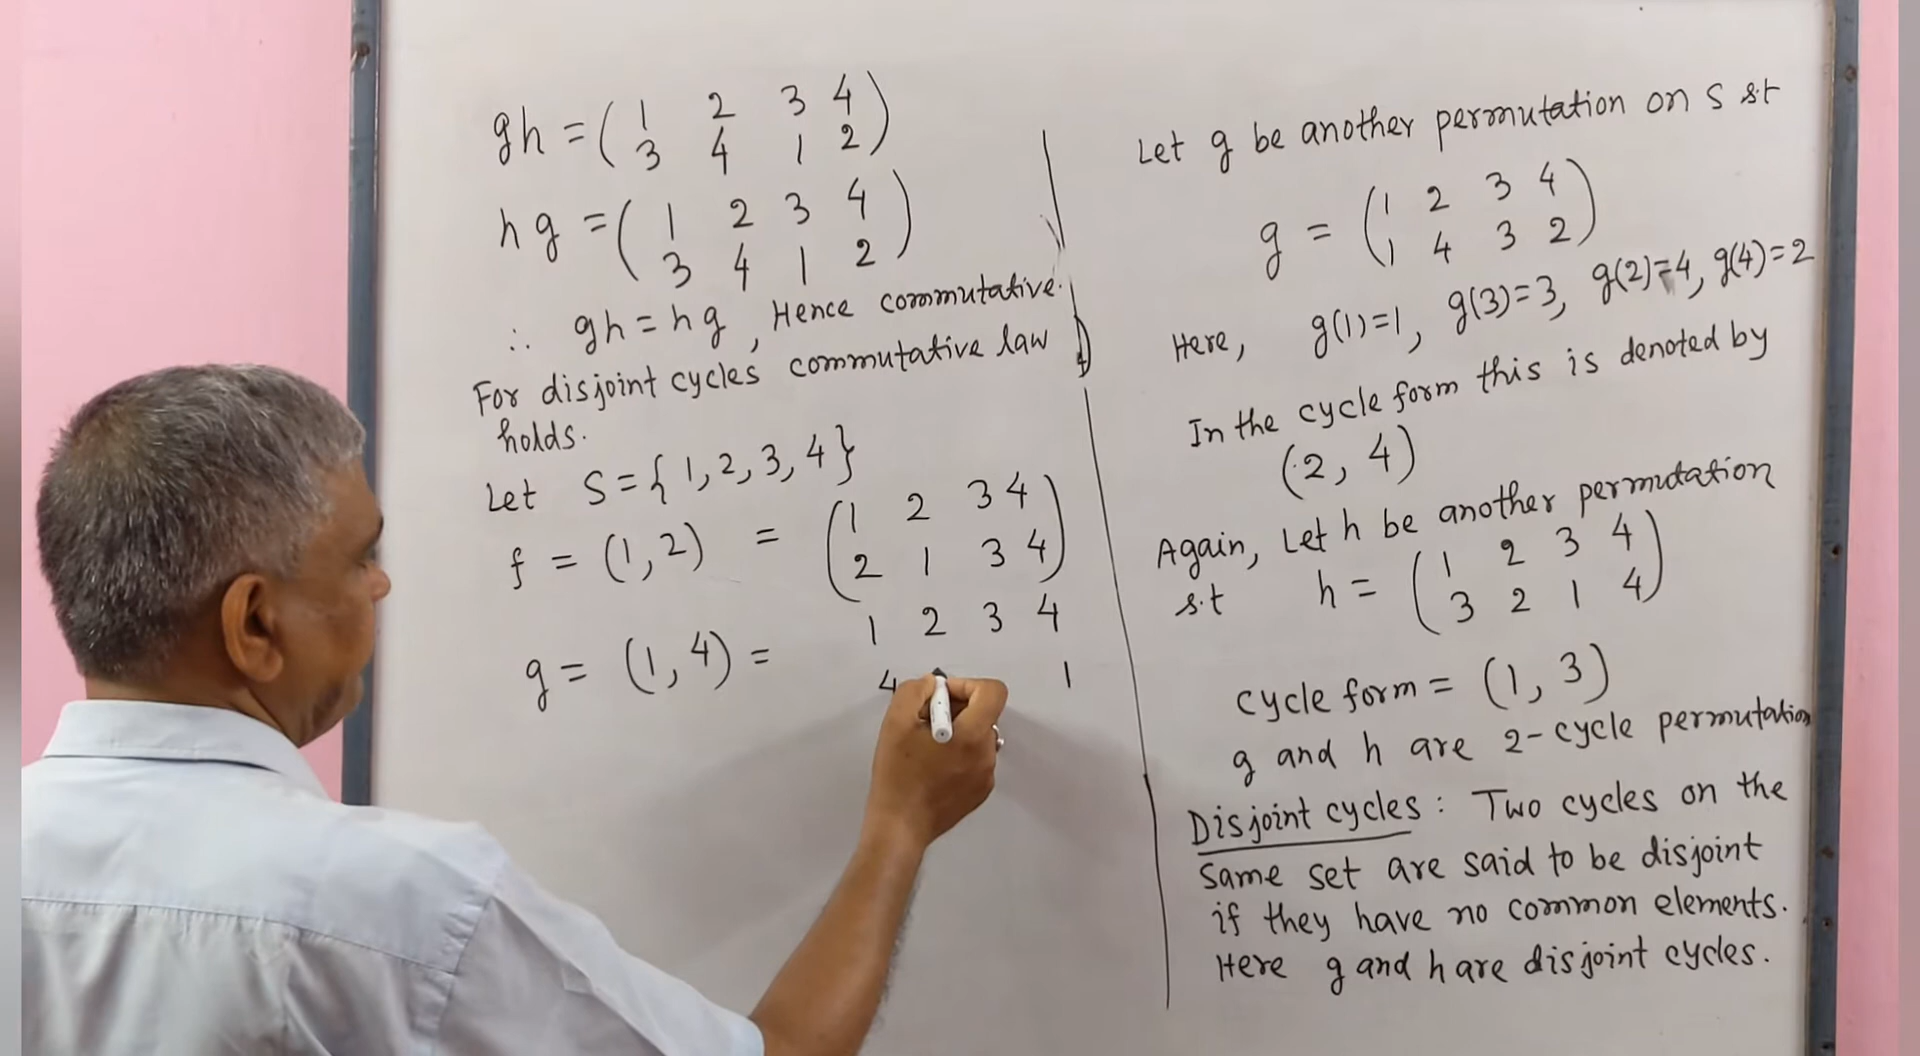 gh = ( 1 2 3 4
3 4 1 2 )
hg = ( 1 2 3 4
3 4 1 2 )
∴ gh = hg, Hence commutative.
For disjoint cycles commutative law
holds.
Let S = { 1, 2, 3, 4 }
f = (1, 2) = ( 1 2 3 4
2 1 3 4 )
g = (1, 4) = 1 2 3 4
4 1
Let g be another permutation on S s.t
g = ( 1 2 3 4
1 4 3 2 )
Here, g(1)=1, g(3)=3, g(2)=4, g(4)=2
In the cycle form this is denoted by
(2, 4)
Again, Let h be another permutation
s.t h = ( 1 2 3 4
3 2 1 4 )
cycle form = (1, 3)
g and h are 2-cycle permutation
Disjoint cycles : Two cycles on the
same set are said to be disjoint
if they have no common elements.
Here g and h are disjoint cycles.